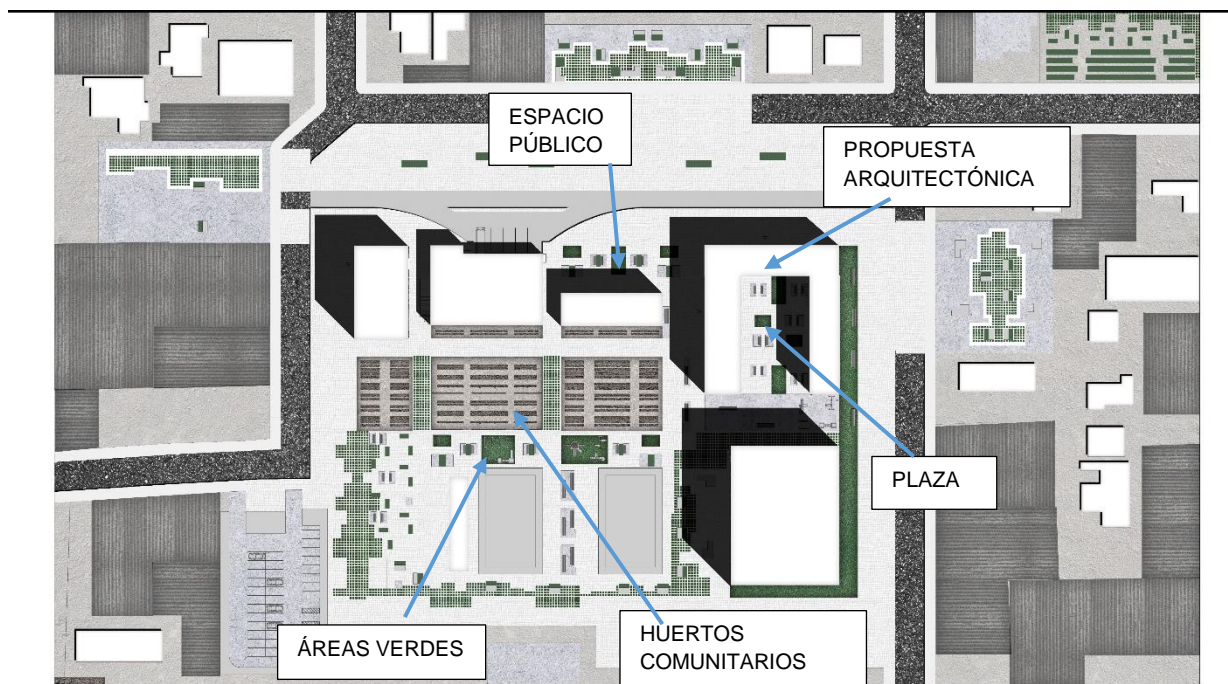 ESPACIO
PÚBLICO
PROPUESTA
ARQUITECTÓNICA
PLAZA
ÁREAS VERDES
HUERTOS
COMUNITARIOS